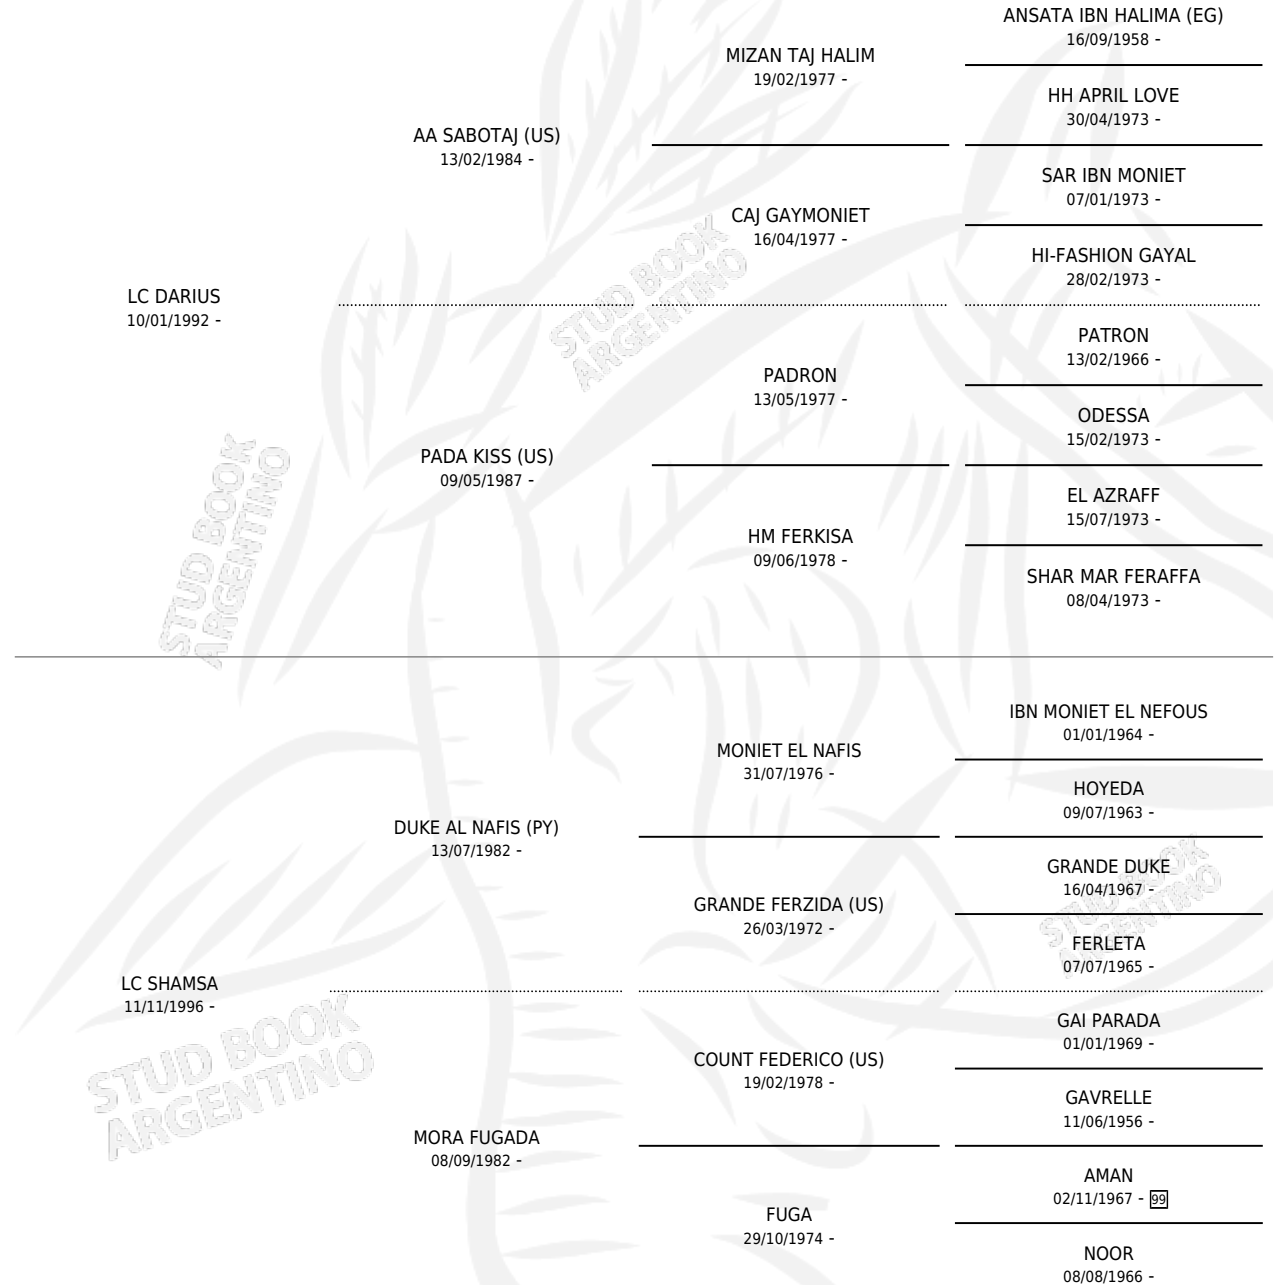 ANSATA IBN HALIMA (EG)
16/09/1958 -
MIZAN TAJ HALIM
19/02/1977 -
HH APRIL LOVE
30/04/1973 -
AA SABOTAJ (US)
13/02/1984 -
SAR IBN MONIET
07/01/1973 -
CAJ GAYMONIET
16/04/1977 -
HI-FASHION GAYAL
28/02/1973 -
LC DARIUS
10/01/1992 -
PATRON
13/02/1966 -
PADRON
13/05/1977 -
ODESSA
15/02/1973 -
PADA KISS (US)
09/05/1987 -
EL AZRAFF
15/07/1973 -
HM FERKISA
09/06/1978 -
SHAR MAR FERAFFA
08/04/1973 -
IBN MONIET EL NEFOUS
01/01/1964 -
MONIET EL NAFIS
31/07/1976 -
HOYEDA
09/07/1963 -
DUKE AL NAFIS (PY)
13/07/1982 -
GRANDE DUKE
16/04/1967 -
GRANDE FERZIDA (US)
26/03/1972 -
FERLETA
07/07/1965 -
LC SHAMSA
11/11/1996 -
GAI PARADA
01/01/1969 -
COUNT FEDERICO (US)
19/02/1978 -
GAVRELLE
11/06/1956 -
MORA FUGADA
08/09/1982 -
AMAN
02/11/1967 - 99
FUGA
29/10/1974 -
NOOR
08/08/1966 -
STUD BOOK
ARGENTINO
STUD BOOK
ARGENTINO
STUD BOOK
ARGENTINO
STUD BOOK
ARGENTINO